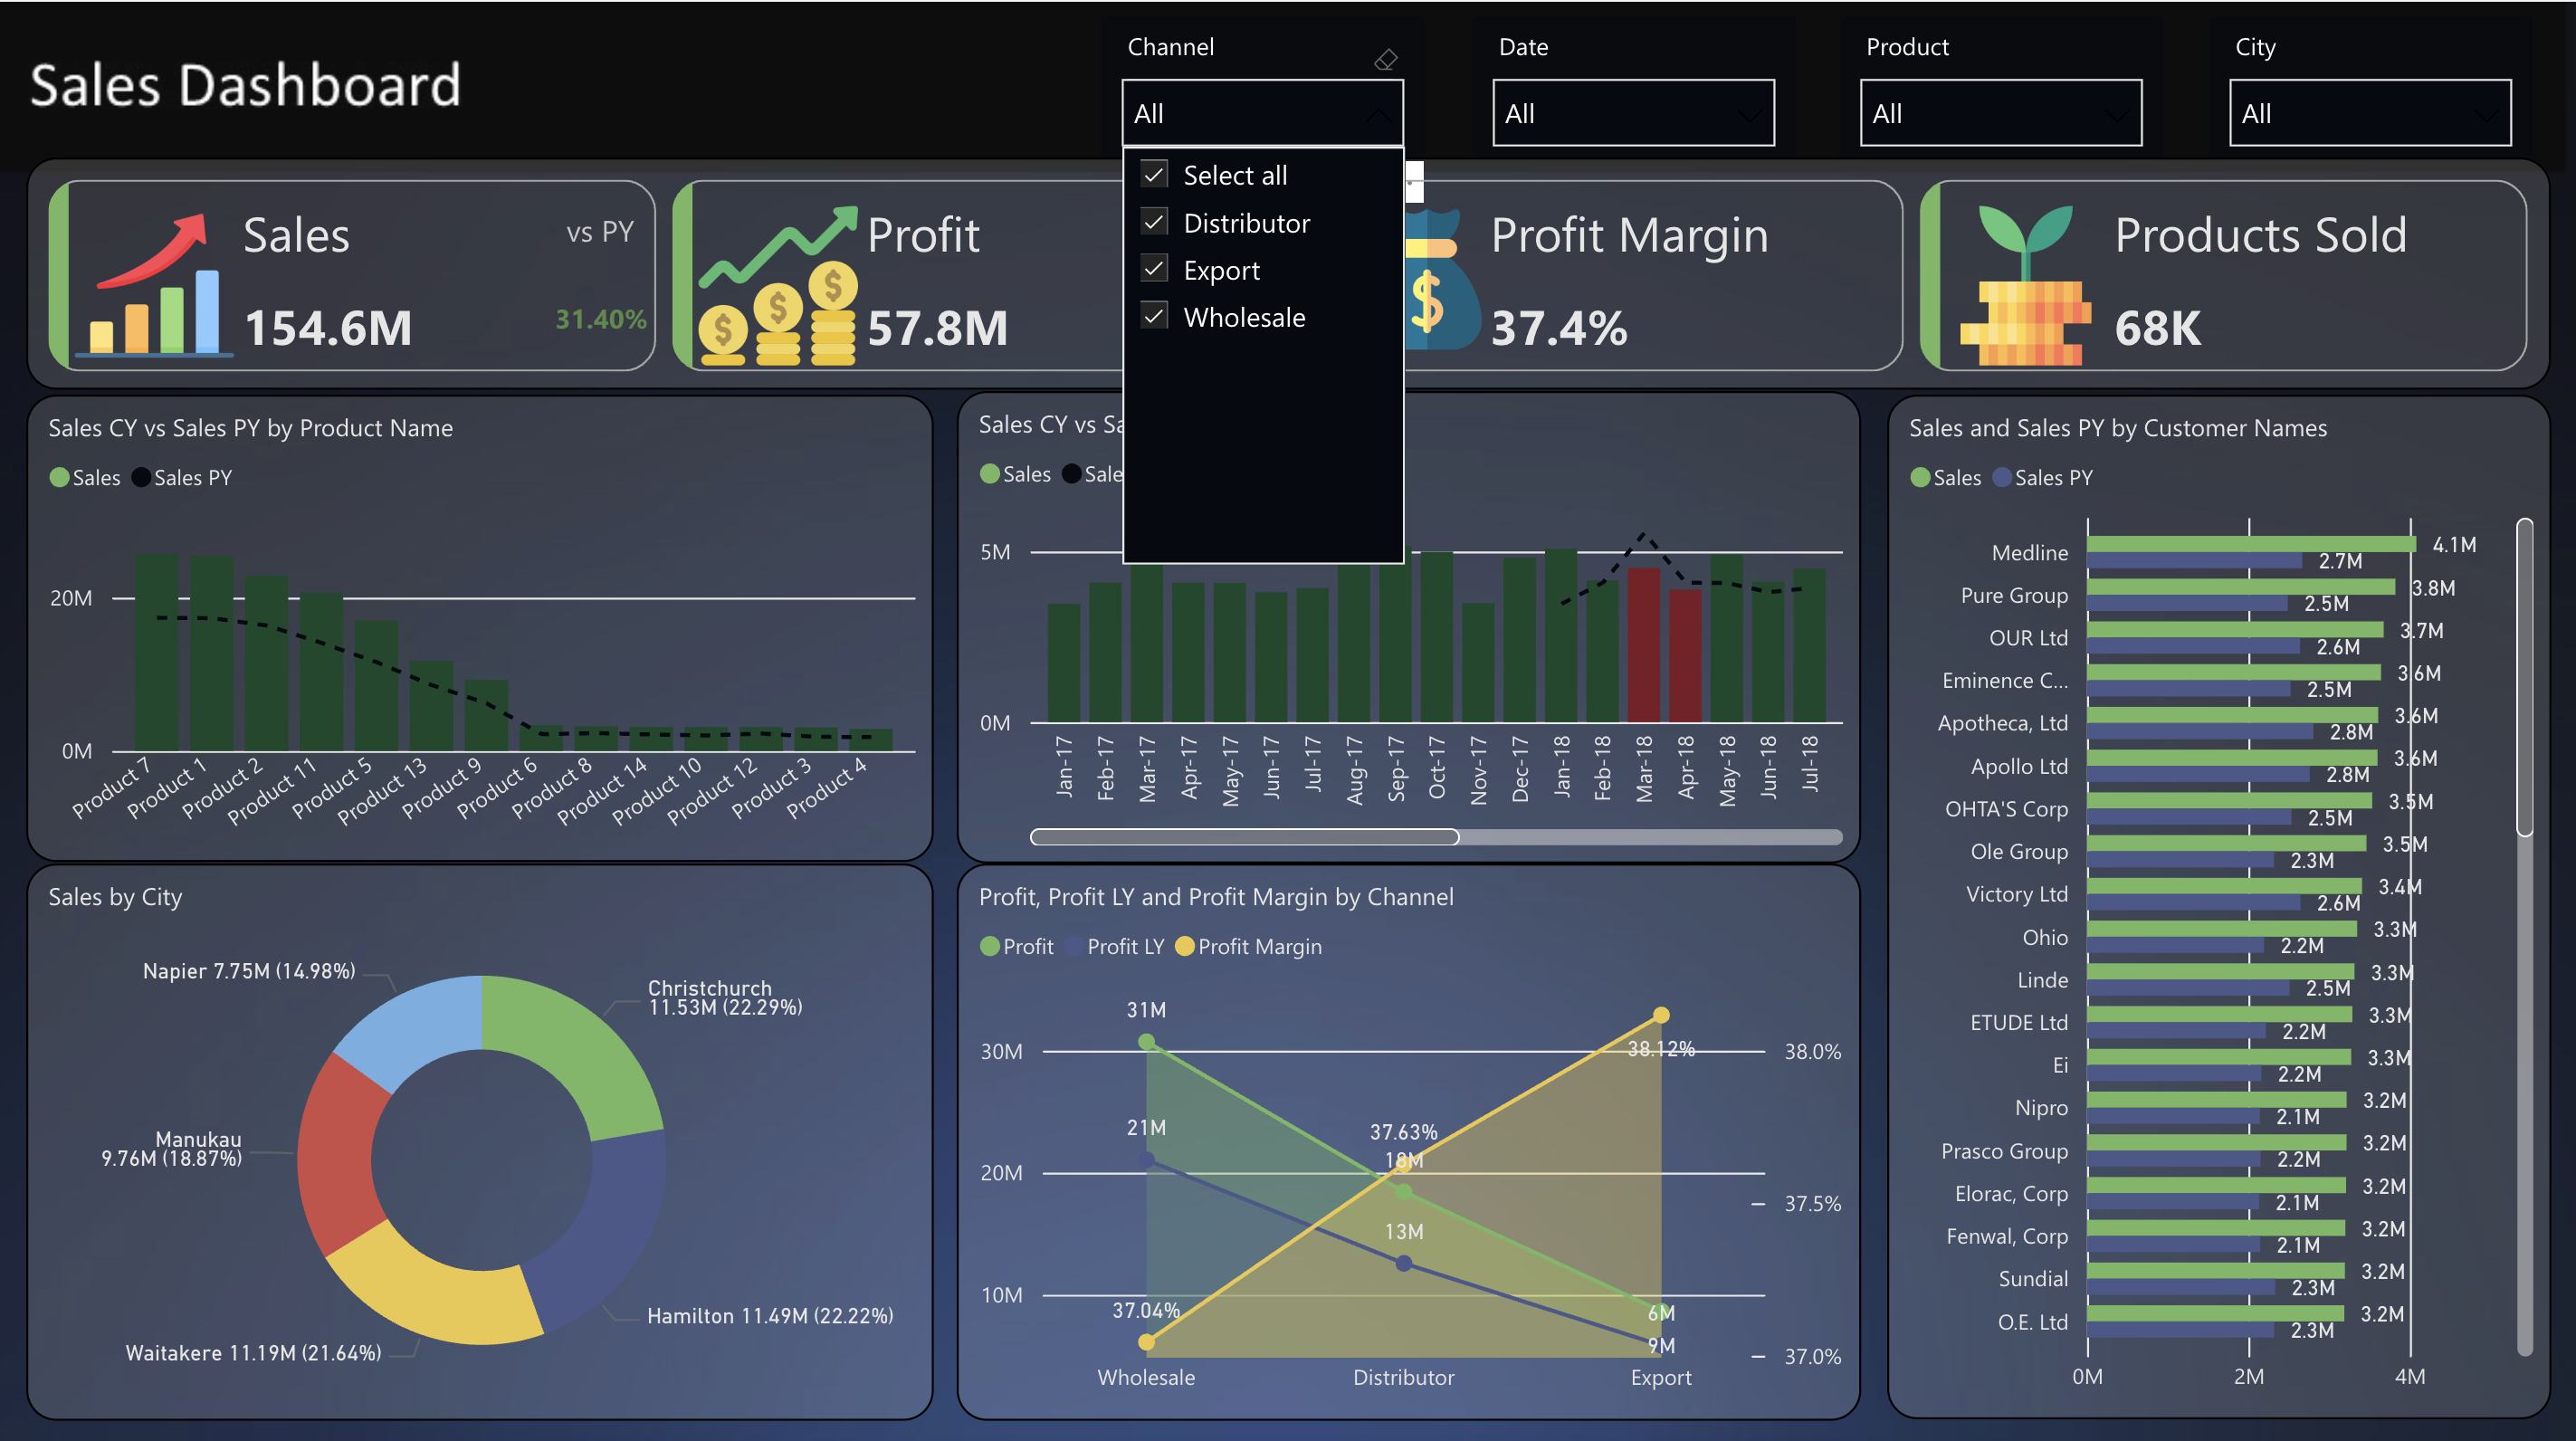 Sales Dashboard
Channel
Date
Product
City
All
All
All
All
Select all
Distributor
Export
Wholesale
Sales
vs PY
154.6M
31.40%
Profit
57.8M
Profit Margin
37.4%
Products Sold
68K
Sales CY vs Sales PY by Product Name
Sales
Sales PY
20M
0M
Product 7
Product 1
Product 2
Product 11
Product 5
Product 13
Product 9
Product 6
Product 8
Product 14
Product 10
Product 12
Product 3
Product 4
Sales CY vs Sa
Sales
Sale
5M
0M
Jan-17
Feb-17
Mar-17
Apr-17
May-17
Jun-17
Jul-17
Aug-17
Sep-17
Oct-17
Nov-17
Dec-17
Jan-18
Feb-18
Mar-18
Apr-18
May-18
Jun-18
Jul-18
Sales and Sales PY by Customer Names
Sales
Sales PY
Medline
4.1M
2.7M
Pure Group
3.8M
2.5M
OUR Ltd
3.7M
2.6M
Eminence C...
3.6M
2.5M
Apotheca, Ltd
3.6M
2.8M
Apollo Ltd
3.6M
2.8M
OHTA'S Corp
3.5M
2.5M
Ole Group
3.5M
2.3M
Victory Ltd
3.4M
2.6M
Ohio
3.3M
2.2M
Linde
3.3M
2.5M
ETUDE Ltd
3.3M
2.2M
Ei
3.3M
2.2M
Nipro
3.2M
2.1M
Prasco Group
3.2M
2.2M
Elorac, Corp
3.2M
2.1M
Fenwal, Corp
3.2M
2.1M
Sundial
3.2M
2.3M
O.E. Ltd
3.2M
2.3M
0M
2M
4M
Sales by City
Napier 7.75M (14.98%)
Christchurch
11.53M (22.29%)
Manukau
9.76M (18.87%)
Hamilton 11.49M (22.22%)
Waitakere 11.19M (21.64%)
Profit, Profit LY and Profit Margin by Channel
Profit
Profit LY
Profit Margin
31M
30M
38.12%
38.0%
21M
37.63%
18M
20M
37.5%
13M
10M
37.04%
6M
9M
37.0%
Wholesale
Distributor
Export